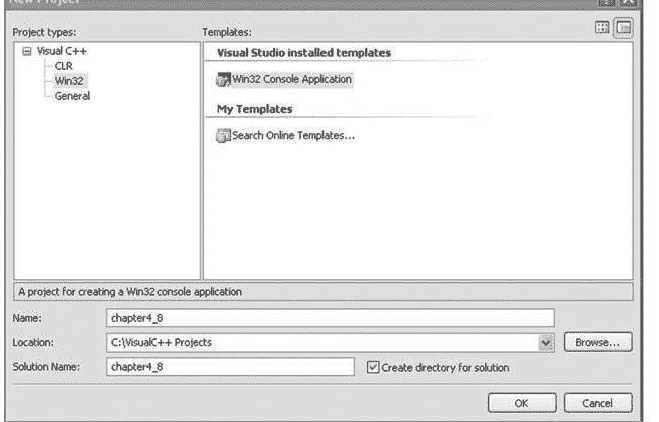 New Project
Project types:
Templates:
Visual C++
CLR
Win32
General
Visual Studio installed templates
Win32 Console Application
My Templates
Search Online Templates...
A project for creating a Win32 console application
Name:
chapter4_8
Location:
C:\VisualC++ Projects
Browse...
Solution Name:
chapter4_8
Create directory for solution
OK
Cancel